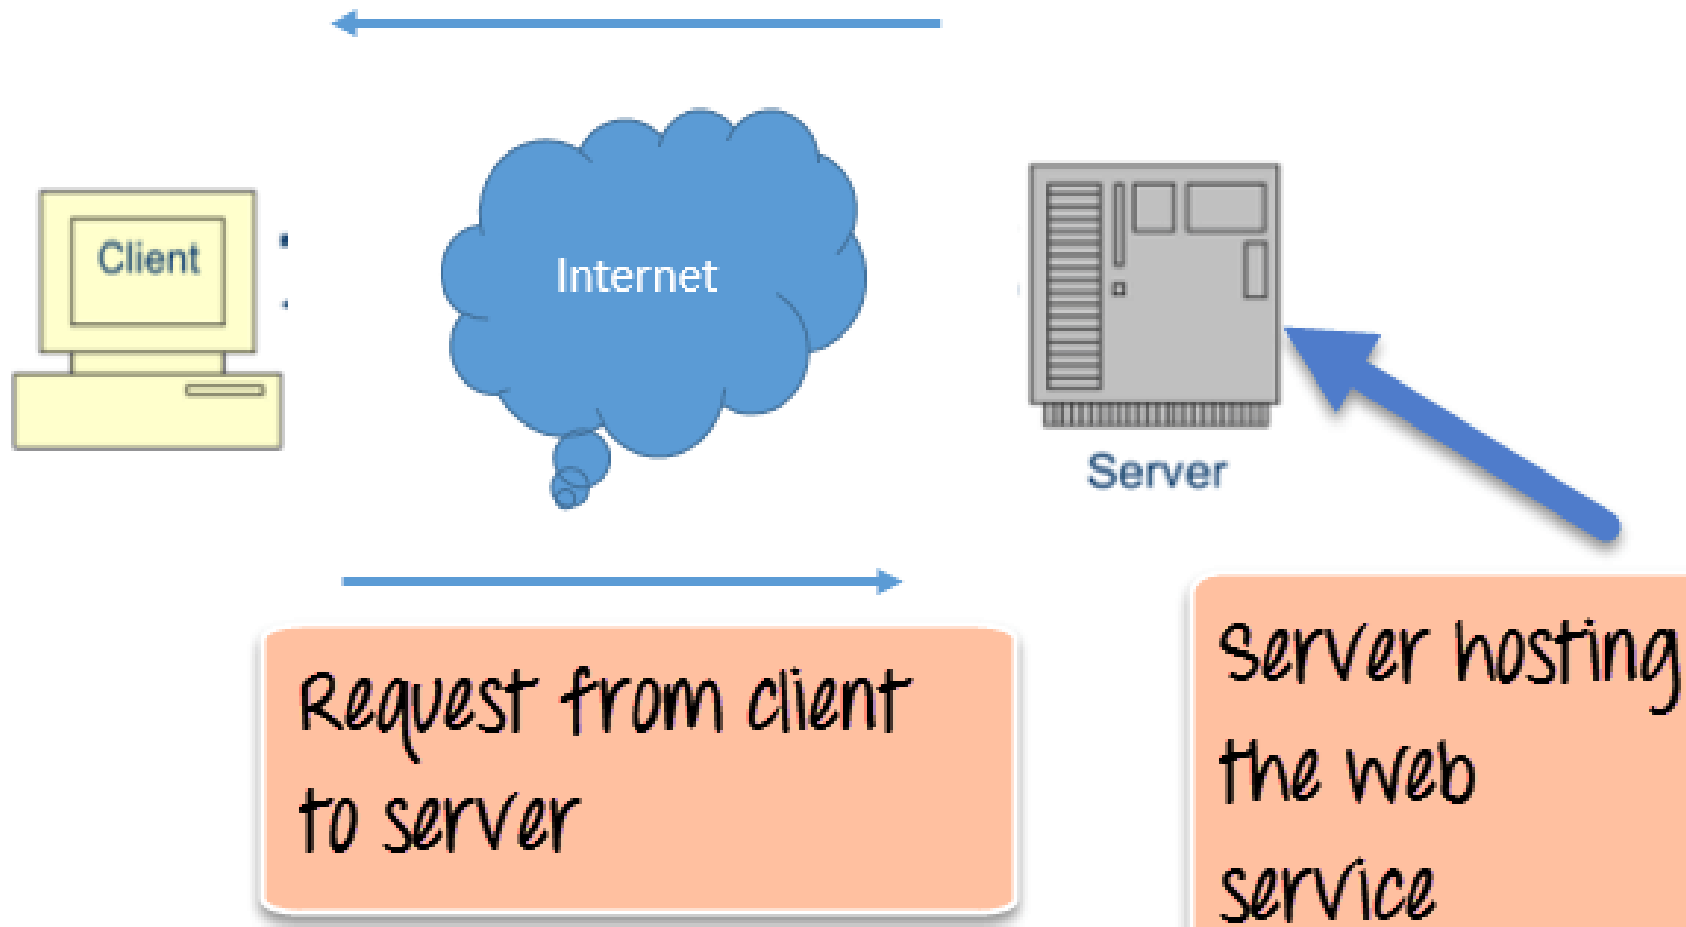 Client
Internet
Server
Request from client
to server
Server hosting
the web
service